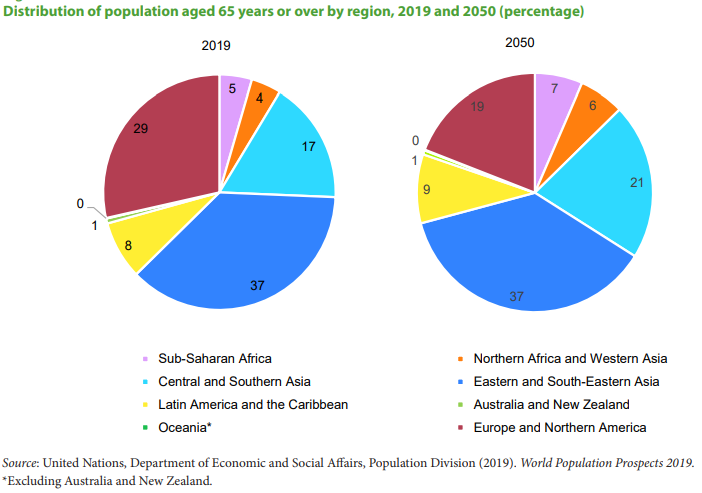 Distribution of population aged 65 years or over by region, 2019 and 2050 (percentage)
2019
2050
5
4
17
37
8
1
0
29
7
6
21
37
9
1
0
19
Sub-Saharan Africa
Northern Africa and Western Asia
Central and Southern Asia
Eastern and South-Eastern Asia
Latin America and the Caribbean
Australia and New Zealand
Oceania*
Europe and Northern America
Source: United Nations, Department of Economic and Social Affairs, Population Division (2019). World Population Prospects 2019.
*Excluding Australia and New Zealand.